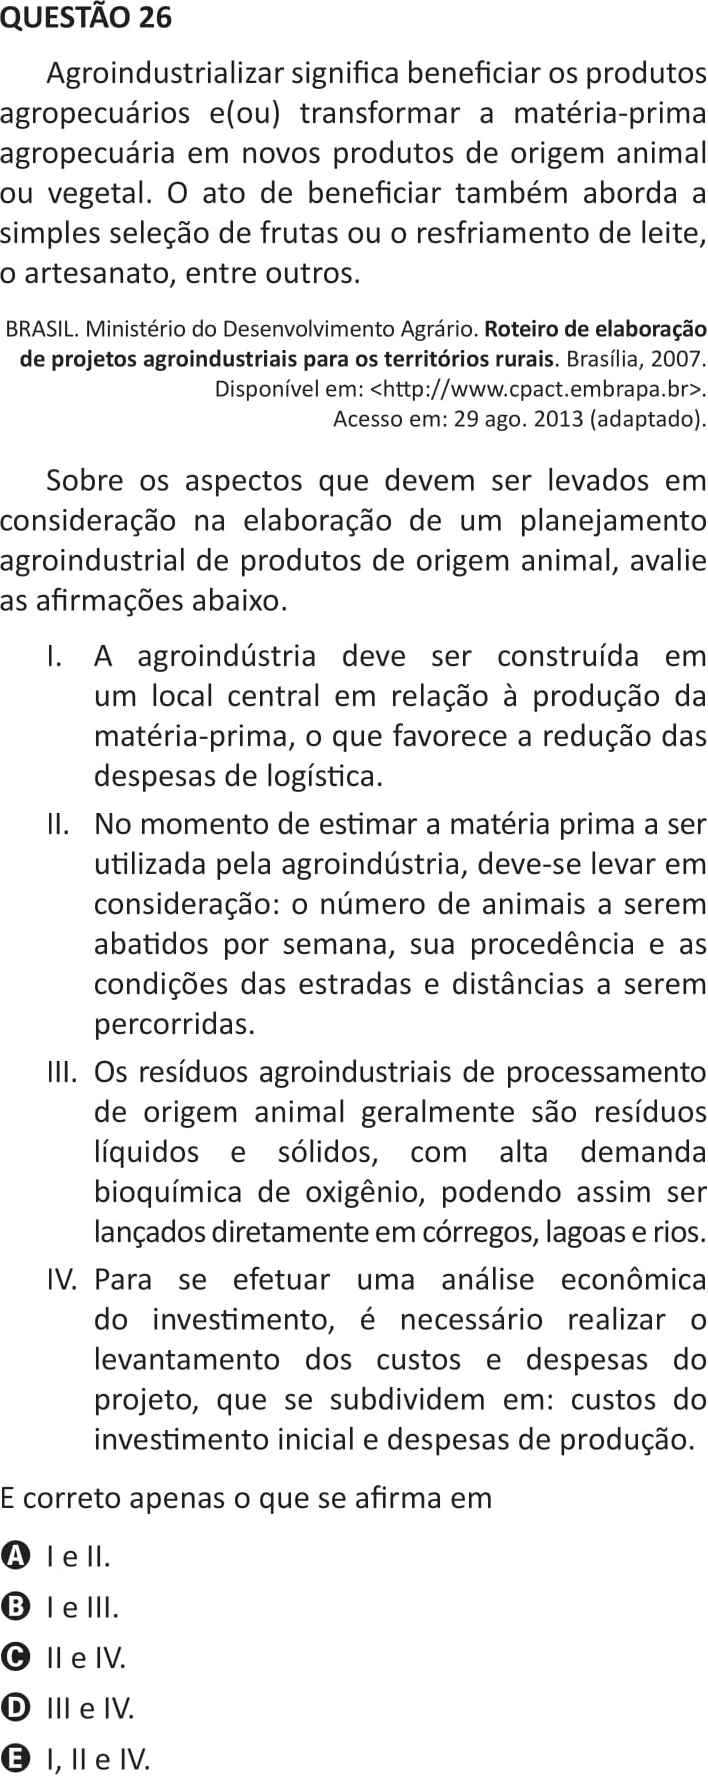 QUESTÃO 26
Agroindustrializar significa beneficiar os produtos
agropecuários e(ou) transformar a matéria-prima
agropecuária em novos produtos de origem animal
ou vegetal. O ato de beneficiar também aborda a
simples seleção de frutas ou o resfriamento de leite,
o artesanato, entre outros.
BRASIL. Ministério do Desenvolvimento Agrário. Roteiro de elaboração
de projetos agroindustriais para os territórios rurais. Brasília, 2007.
Disponível em: <http://www.cpact.embrapa.br>.
Acesso em: 29 ago. 2013 (adaptado).
Sobre os aspectos que devem ser levados em
consideração na elaboração de um planejamento
agroindustrial de produtos de origem animal, avalie
as afirmações abaixo.
I. A agroindústria deve ser construída em
um local central em relação à produção da
matéria-prima, o que favorece a redução das
despesas de logística.
II. No momento de estimar a matéria prima a ser
utilizada pela agroindústria, deve-se levar em
consideração: o número de animais a serem
abatidos por semana, sua procedência e as
condições das estradas e distâncias a serem
percorridas.
III. Os resíduos agroindustriais de processamento
de origem animal geralmente são resíduos
líquidos e sólidos, com alta demanda
bioquímica de oxigênio, podendo assim ser
lançados diretamente em córregos, lagoas e rios.
IV. Para se efetuar uma análise econômica
do investimento, é necessário realizar o
levantamento dos custos e despesas do
projeto, que se subdividem em: custos do
investimento inicial e despesas de produção.
E correto apenas o que se afirma em
A I e II.
B I e III.
C II e IV.
D III e IV.
E I, II e IV.